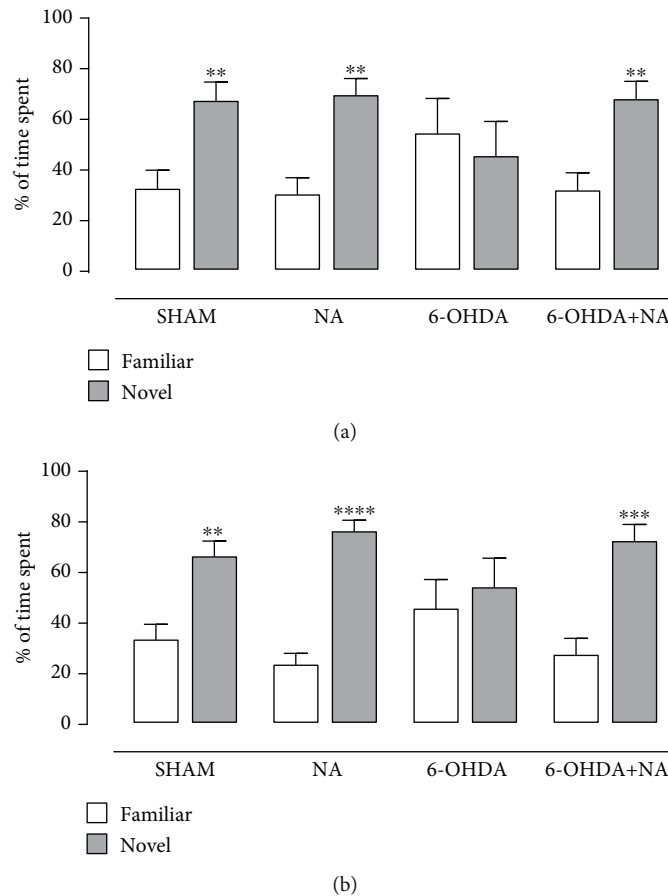 100
80
60
40
20
0
% of time spent
** ** **
SHAM NA 6-OHDA 6-OHDA+NA
Familiar
Novel
(a)
100
80
60
40
20
0
% of time spent
** **** ***
SHAM NA 6-OHDA 6-OHDA+NA
Familiar
Novel
(b)